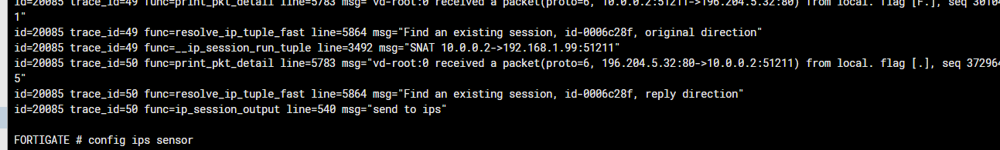 id=20085 trace_id=49 func=print_pkt_detail line=5783 msg="vd-root:0 received a packet(proto=6, 10.0.0.2:51211->196.204.5.32:80) from local. flag [F.], seq 30104
1"
id=20085 trace_id=49 func=resolve_ip_tuple_fast line=5864 msg="Find an existing session, id-0006c28f, original direction"
id=20085 trace_id=49 func=__ip_session_run_tuple line=3492 msg="SNAT 10.0.0.2->192.168.1.99:51211"
id=20085 trace_id=50 func=print_pkt_detail line=5783 msg="vd-root:0 received a packet(proto=6, 196.204.5.32:80->10.0.0.2:51211) from local. flag [.], seq 372964
5"
id=20085 trace_id=50 func=resolve_ip_tuple_fast line=5864 msg="Find an existing session, id-0006c28f, reply direction"
id=20085 trace_id=50 func=ip_session_output line=540 msg="send to ips"
FORTIGATE # config ips sensor